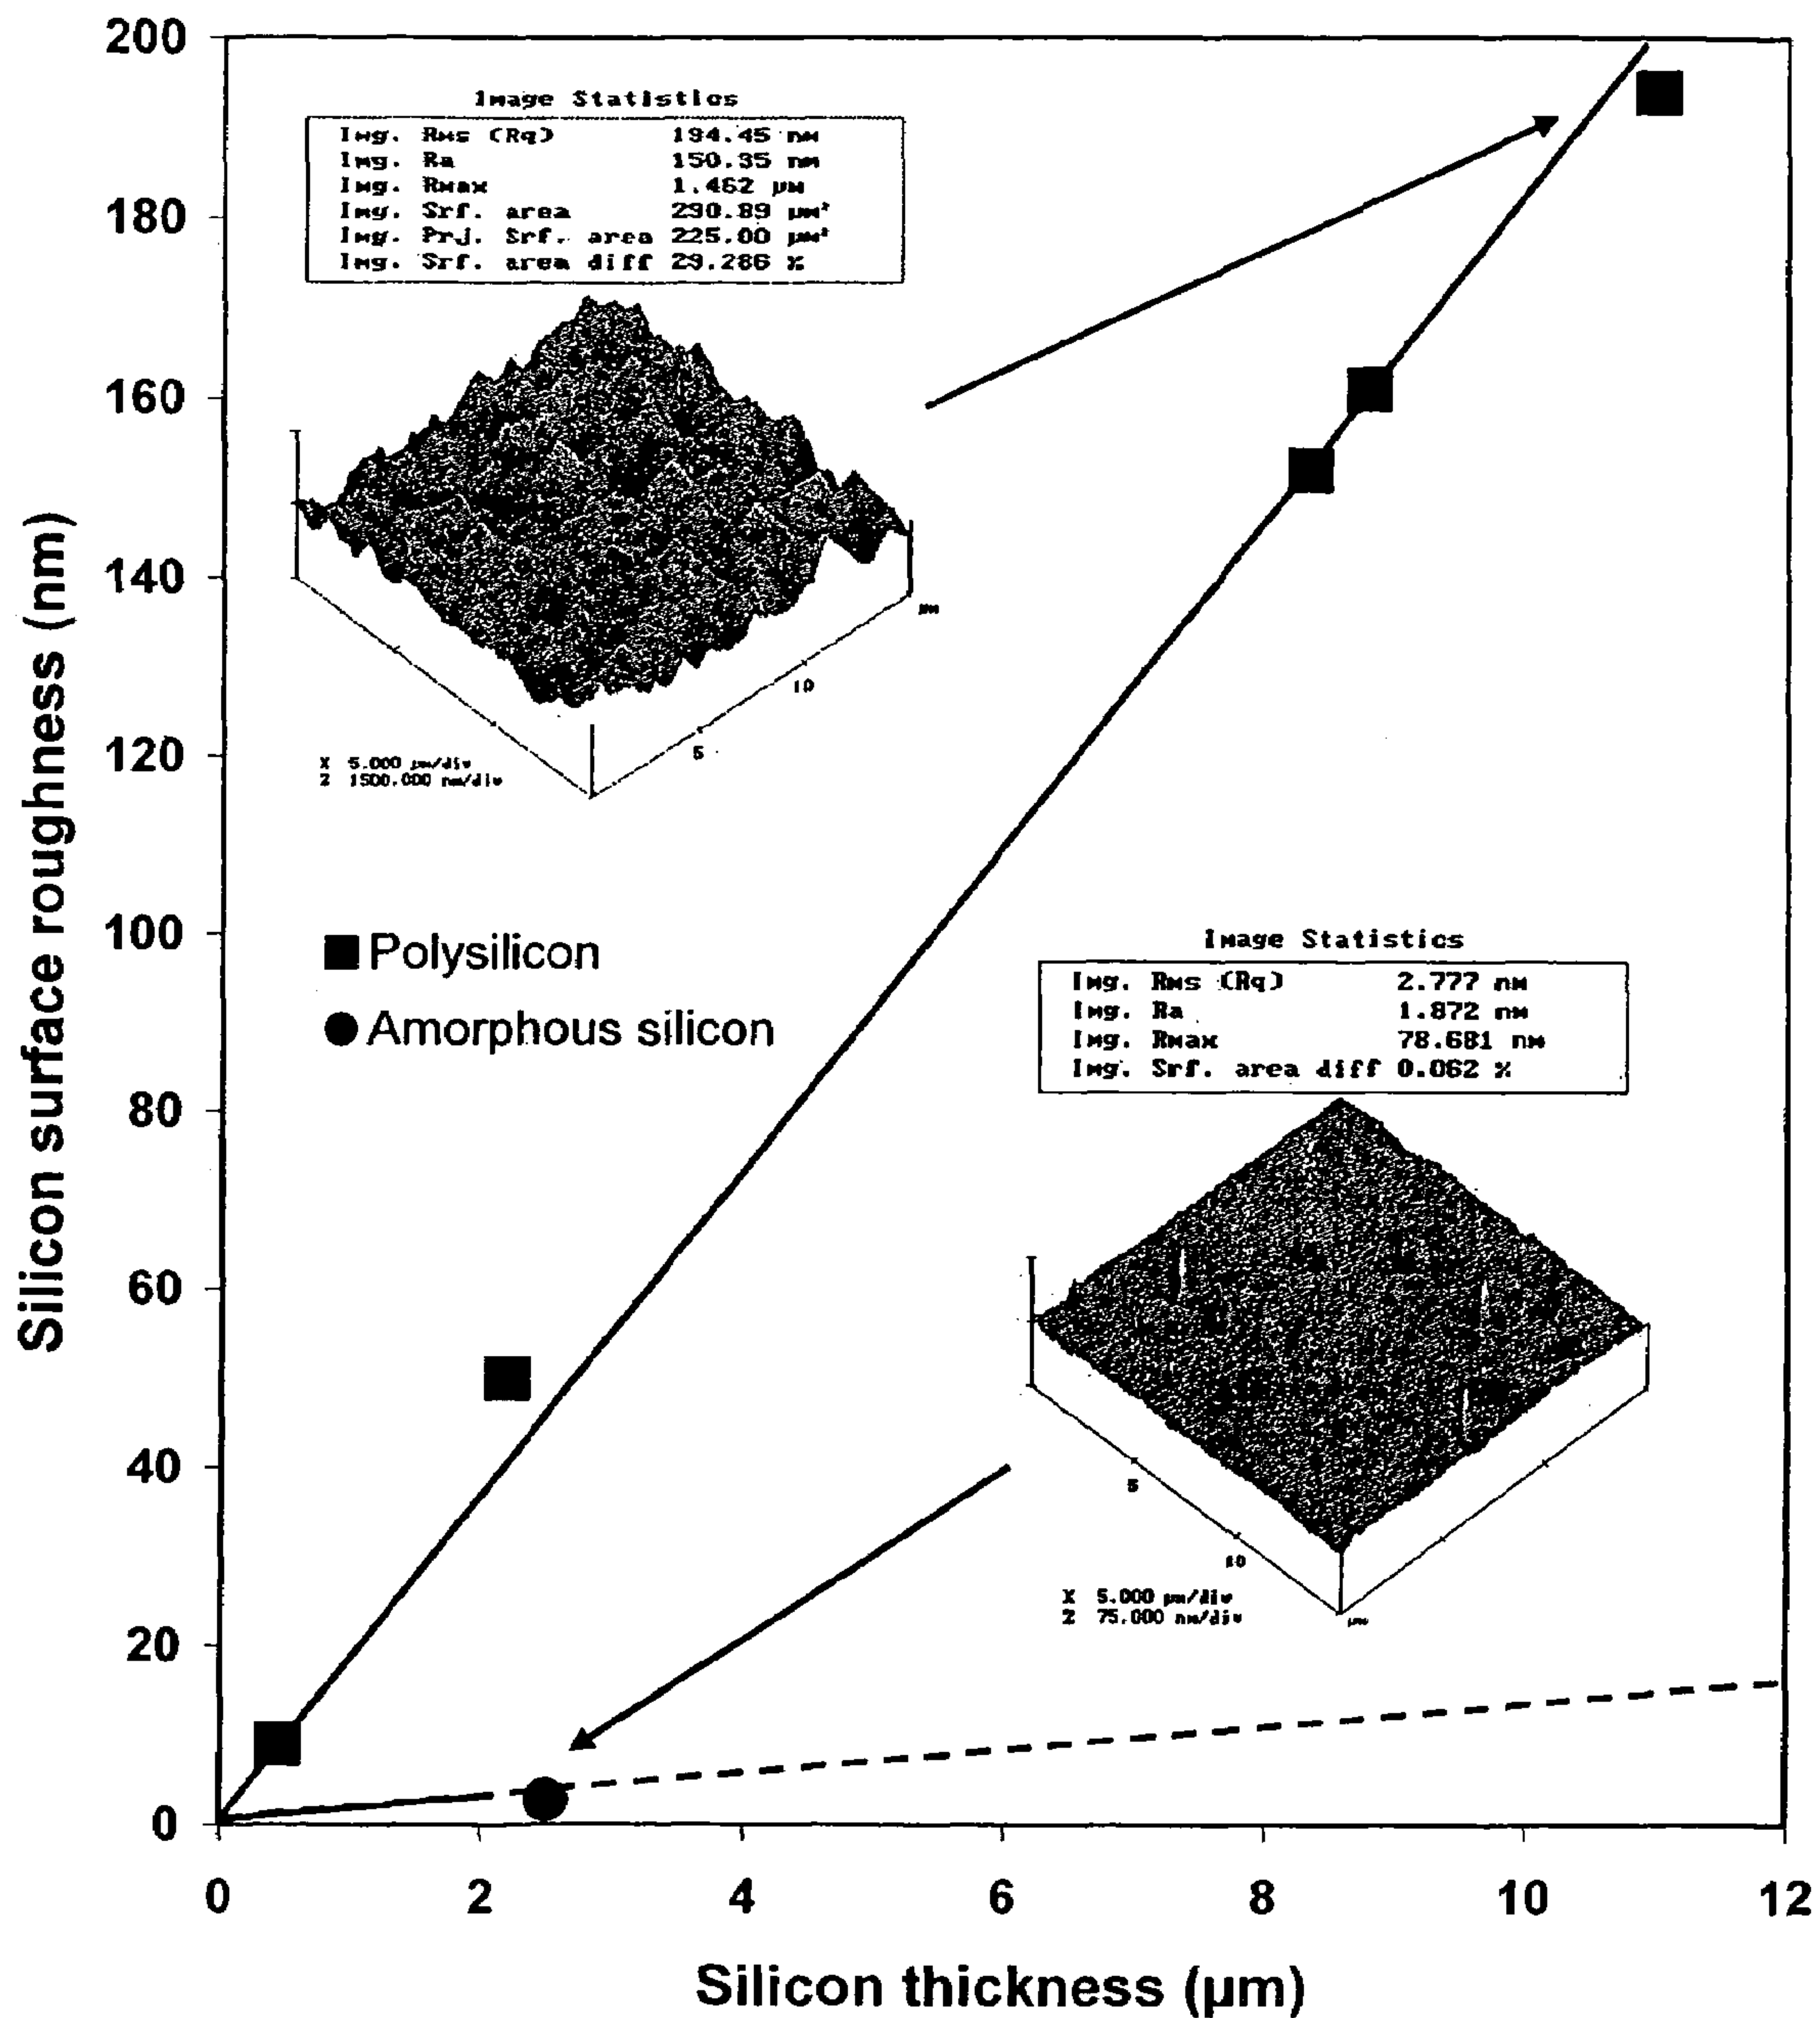 200
180
160
140
120
100
80
60
40
20
0
Silicon surface roughness (nm)
Image Statistics
Img. Rms (Rq) 194.45 nm
Img. Ra 150.35 nm
Img. Rmax 1.462 µm
Img. Srf. area 290.89 µm²
Img. Prj. Srf. area 225.00 µm²
Img. Srf. area diff 29.286 %
µm
10
5
X 5.000 µm/div
Z 1500.000 nm/div
Polysilicon
Amorphous silicon
Image Statistics
Img. Rms (Rq) 2.777 nm
Img. Ra 1.872 nm
Img. Rmax 78.681 nm
Img. Srf. area diff 0.062 %
5
10
µm
X 5.000 µm/div
Z 75.000 nm/div
0 2 4 6 8 10 12
Silicon thickness (µm)